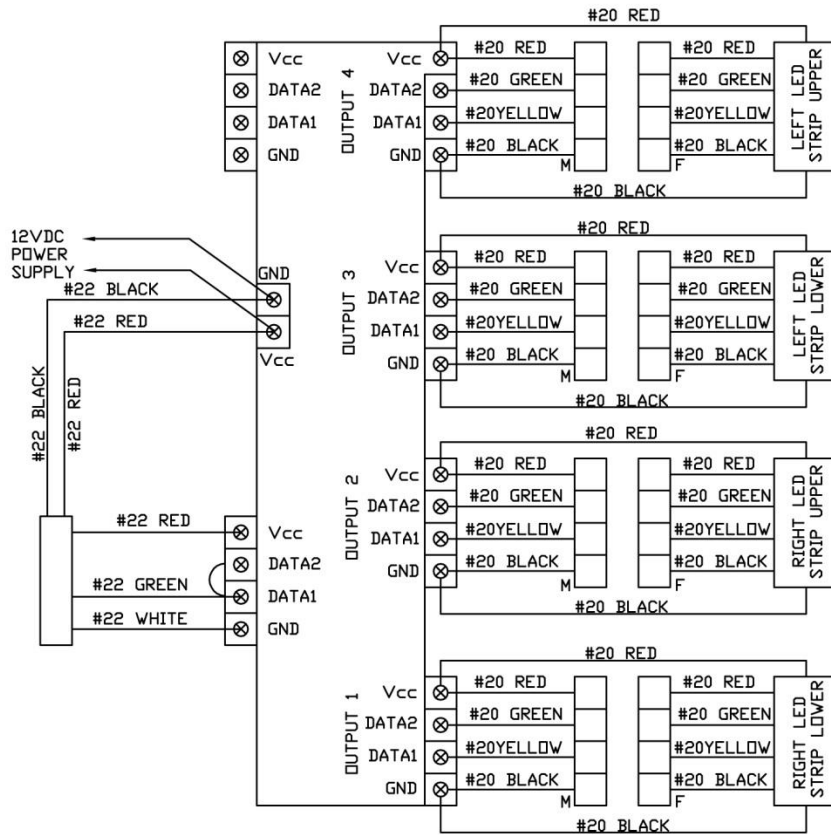 #20 RED
Vcc
DATA2
DATA1
GND
OUTPUT 4
Vcc
DATA2
DATA1
GND
#20 RED
#20 GREEN
#20YELLOW
#20 BLACK
M
F
#20 RED
#20 GREEN
#20YELLOW
#20 BLACK
LEFT LED
STRIP UPPER
#20 BLACK
12VDC
POWER
SUPPLY
GND
Vcc
#22 BLACK
#22 RED
#22 BLACK
#22 RED
#20 RED
OUTPUT 3
Vcc
DATA2
DATA1
GND
#20 RED
#20 GREEN
#20YELLOW
#20 BLACK
M
F
#20 RED
#20 GREEN
#20YELLOW
#20 BLACK
LEFT LED
STRIP LOWER
#20 BLACK
#20 RED
OUTPUT 2
Vcc
DATA2
DATA1
GND
#20 RED
#20 GREEN
#20YELLOW
#20 BLACK
M
F
#20 RED
#20 GREEN
#20YELLOW
#20 BLACK
RIGHT LED
STRIP UPPER
#20 BLACK
#22 RED
#22 GREEN
#22 WHITE
Vcc
DATA2
DATA1
GND
#20 RED
OUTPUT 1
Vcc
DATA2
DATA1
GND
#20 RED
#20 GREEN
#20YELLOW
#20 BLACK
M
F
#20 RED
#20 GREEN
#20YELLOW
#20 BLACK
RIGHT LED
STRIP LOWER
#20 BLACK